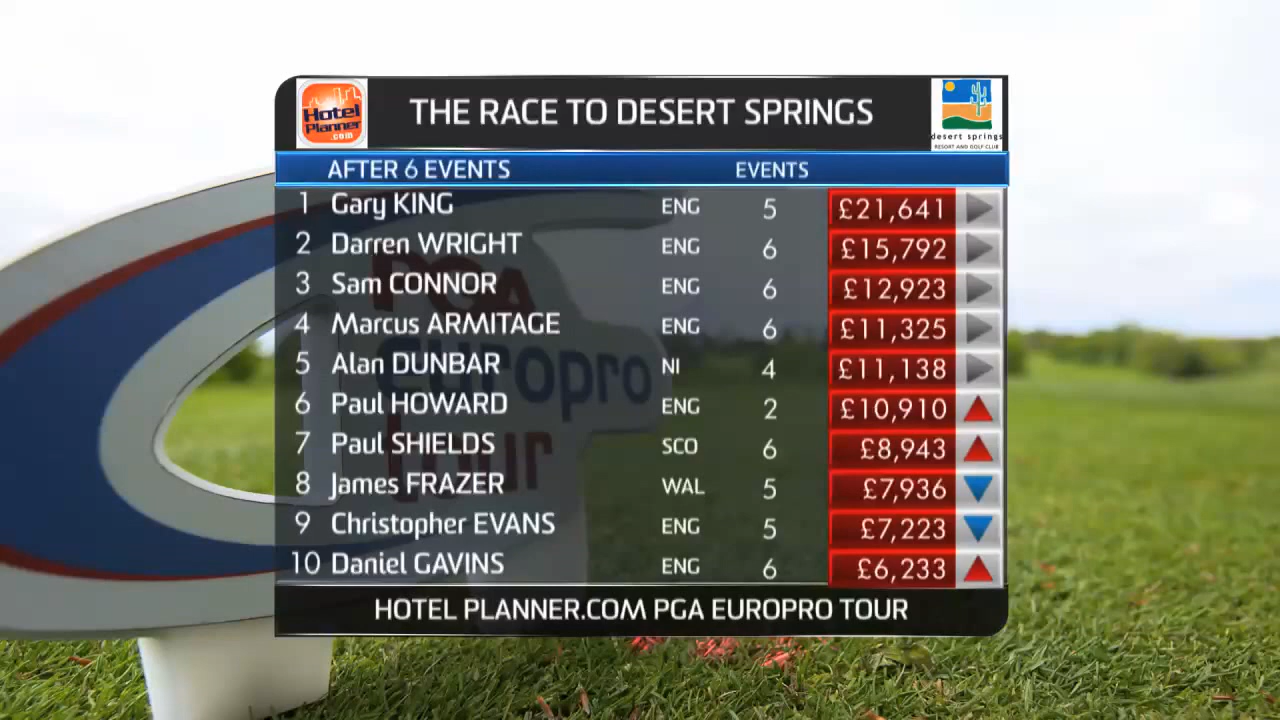 Hotel Planner .com
THE RACE TO DESERT SPRINGS
desert springs
RESORT AND GOLF CLUB
AFTER 6 EVENTS EVENTS
1 Gary KING ENG 5 £21,641
2 Darren WRIGHT ENG 6 £15,792
3 Sam CONNOR ENG 6 £12,923
4 Marcus ARMITAGE ENG 6 £11,325
5 Alan DUNBAR NI 4 £11,138
6 Paul HOWARD ENG 2 £10,910
7 Paul SHIELDS SCO 6 £8,943
8 James FRAZER WAL 5 £7,936
9 Christopher EVANS ENG 5 £7,223
10 Daniel GAVINS ENG 6 £6,233
HOTEL PLANNER.COM PGA EUROPRO TOUR
PGA
europro
tour